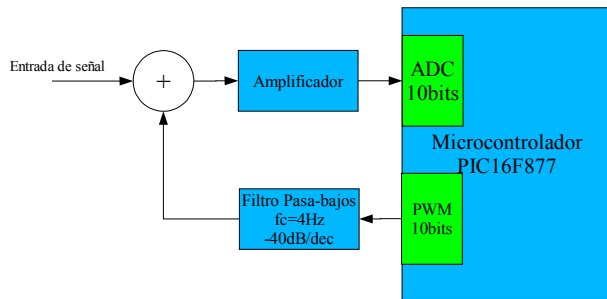 Entrada de señal
+
Amplificador
ADC
10bits
Microcontrolador
PIC16F877
Filtro Pasa-bajos
fc=4Hz
-40dB/dec
PWM
10bits